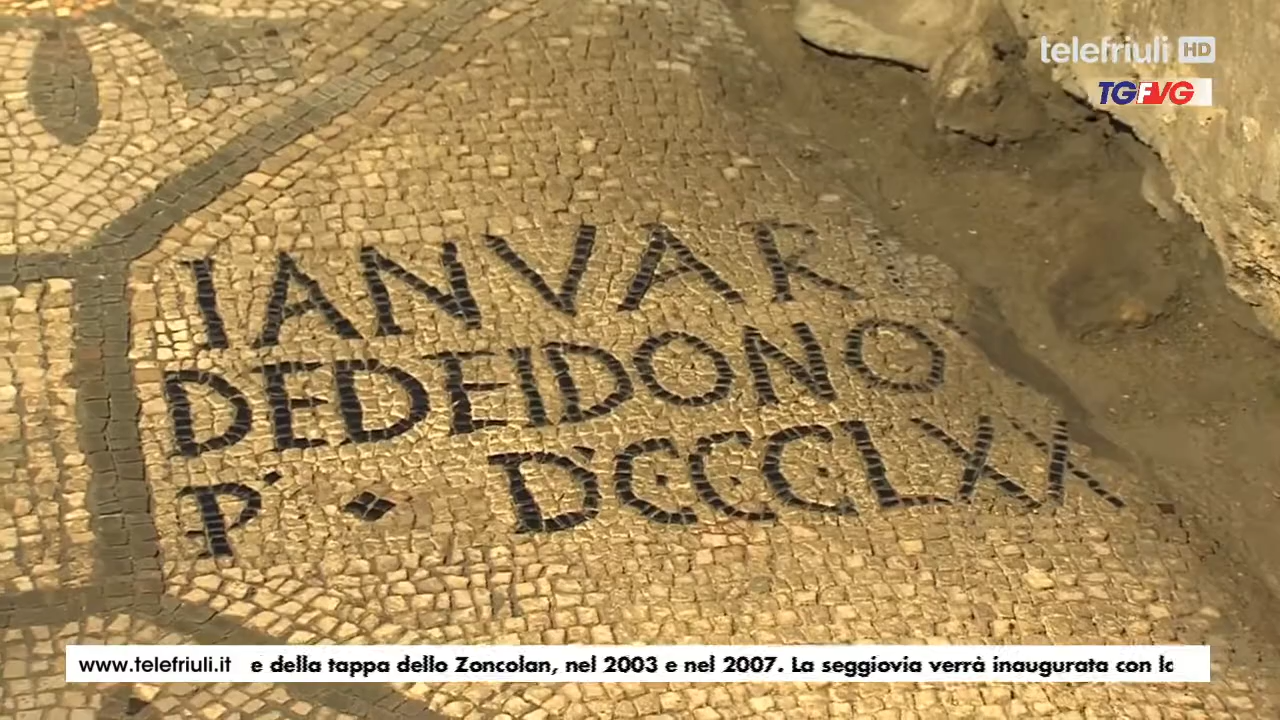 telefriuli HD
TGFVG
IANVAR
DEDEIDONO
P· DCCCLXX
www.telefriuli.it e della tappa dello Zoncolan, nel 2003 e nel 2007. La seggiovia verrà inaugurata con